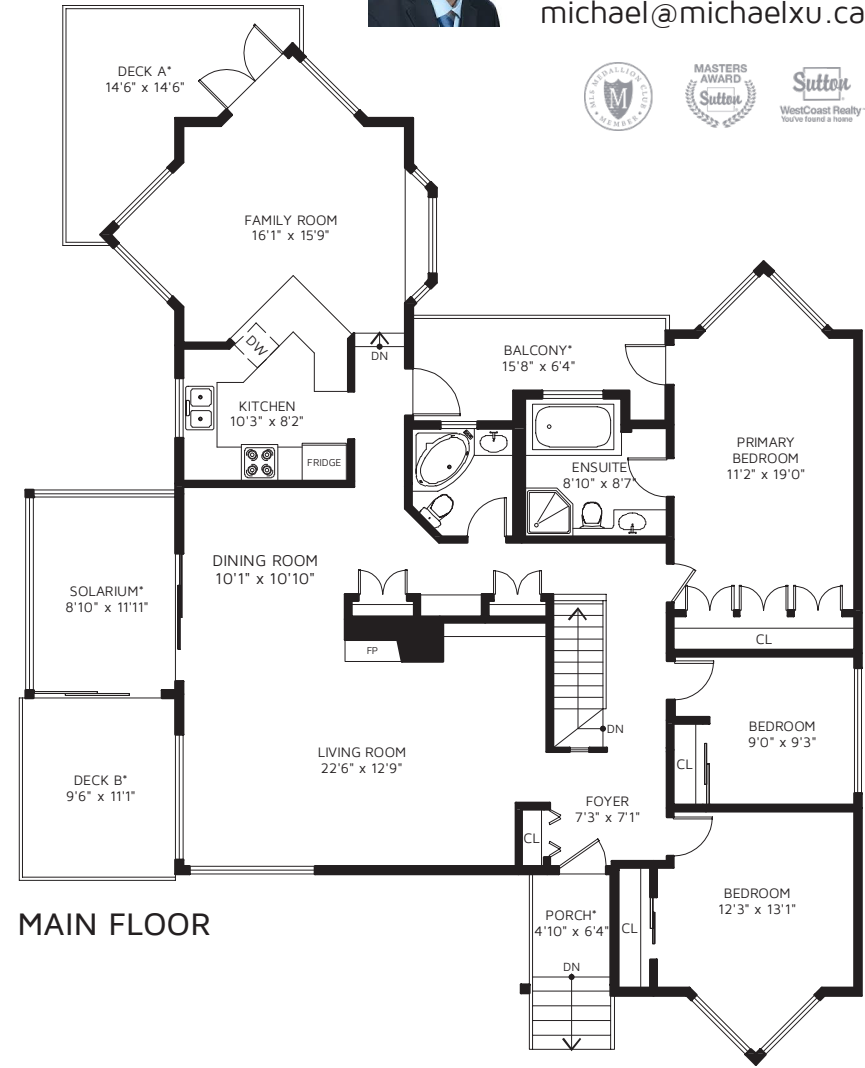 michael@michaelxu.ca
MLS MEDALLION CLUB
M
MEMBER
MASTERS
AWARD
Sutton
Sutton
WestCoast Realty
You've found a home
DECK A*
14'6" x 14'6"
FAMILY ROOM
16'1" x 15'9"
DW
DN
BALCONY*
15'8" x 6'4"
KITCHEN
10'3" x 8'2"
FRIDGE
PRIMARY
BEDROOM
11'2" x 19'0"
ENSUITE
8'10" x 8'7"
DINING ROOM
10'1" x 10'10"
SOLARIUM*
8'10" x 11'11"
CL
FP
DN
BEDROOM
9'0" x 9'3"
CL
LIVING ROOM
22'6" x 12'9"
DECK B*
9'6" x 11'1"
FOYER
7'3" x 7'1"
CL
BEDROOM
12'3" x 13'1"
MAIN FLOOR
PORCH*
4'10" x 6'4"
CL
DN